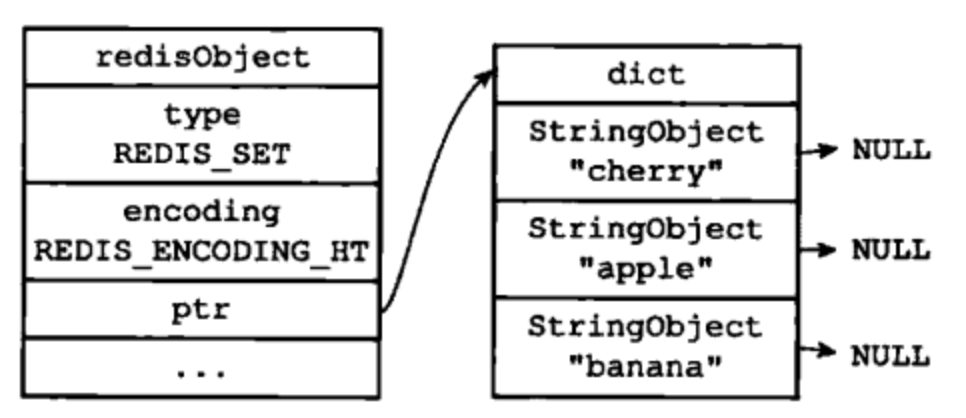 redisObject
type
REDIS_SET
encoding
REDIS_ENCODING_HT
ptr
...
dict
StringObject
"cherry"
NULL
StringObject
"apple"
NULL
StringObject
"banana"
NULL